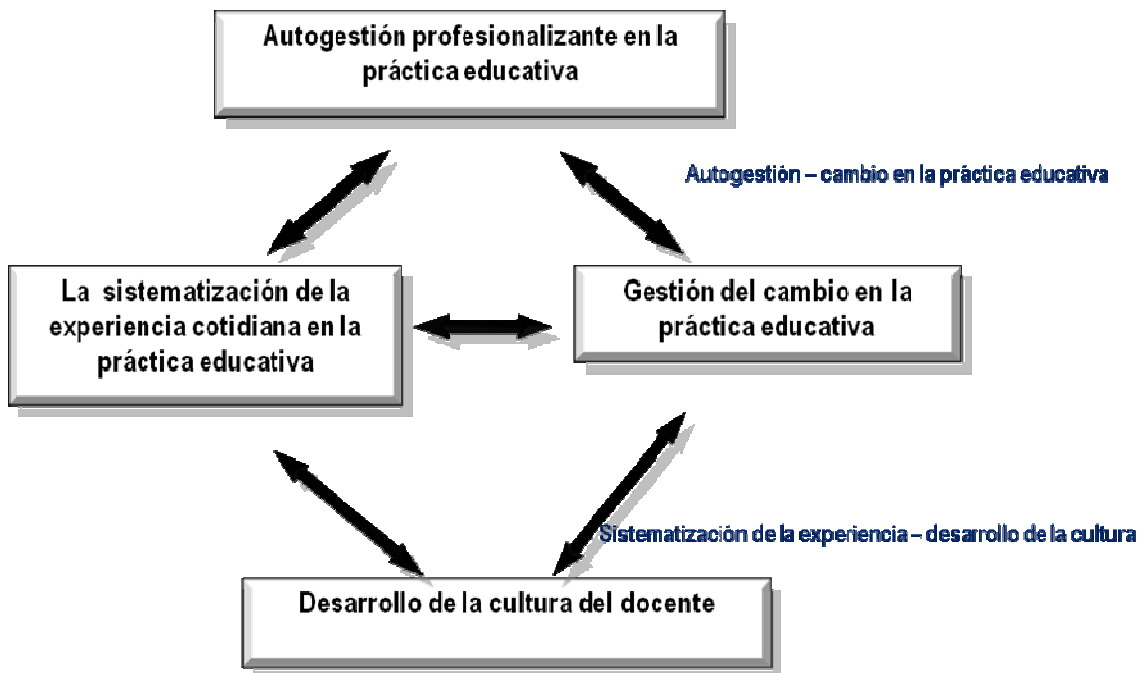 Autogestión profesionalizante en la
práctica educativa
Autogestión – cambio en la práctica educativa
La sistematización de la
experiencia cotidiana en la
práctica educativa
Gestión del cambio en la
práctica educativa
Sistematización de la experiencia – desarrollo de la cultura
Desarrollo de la cultura del docente